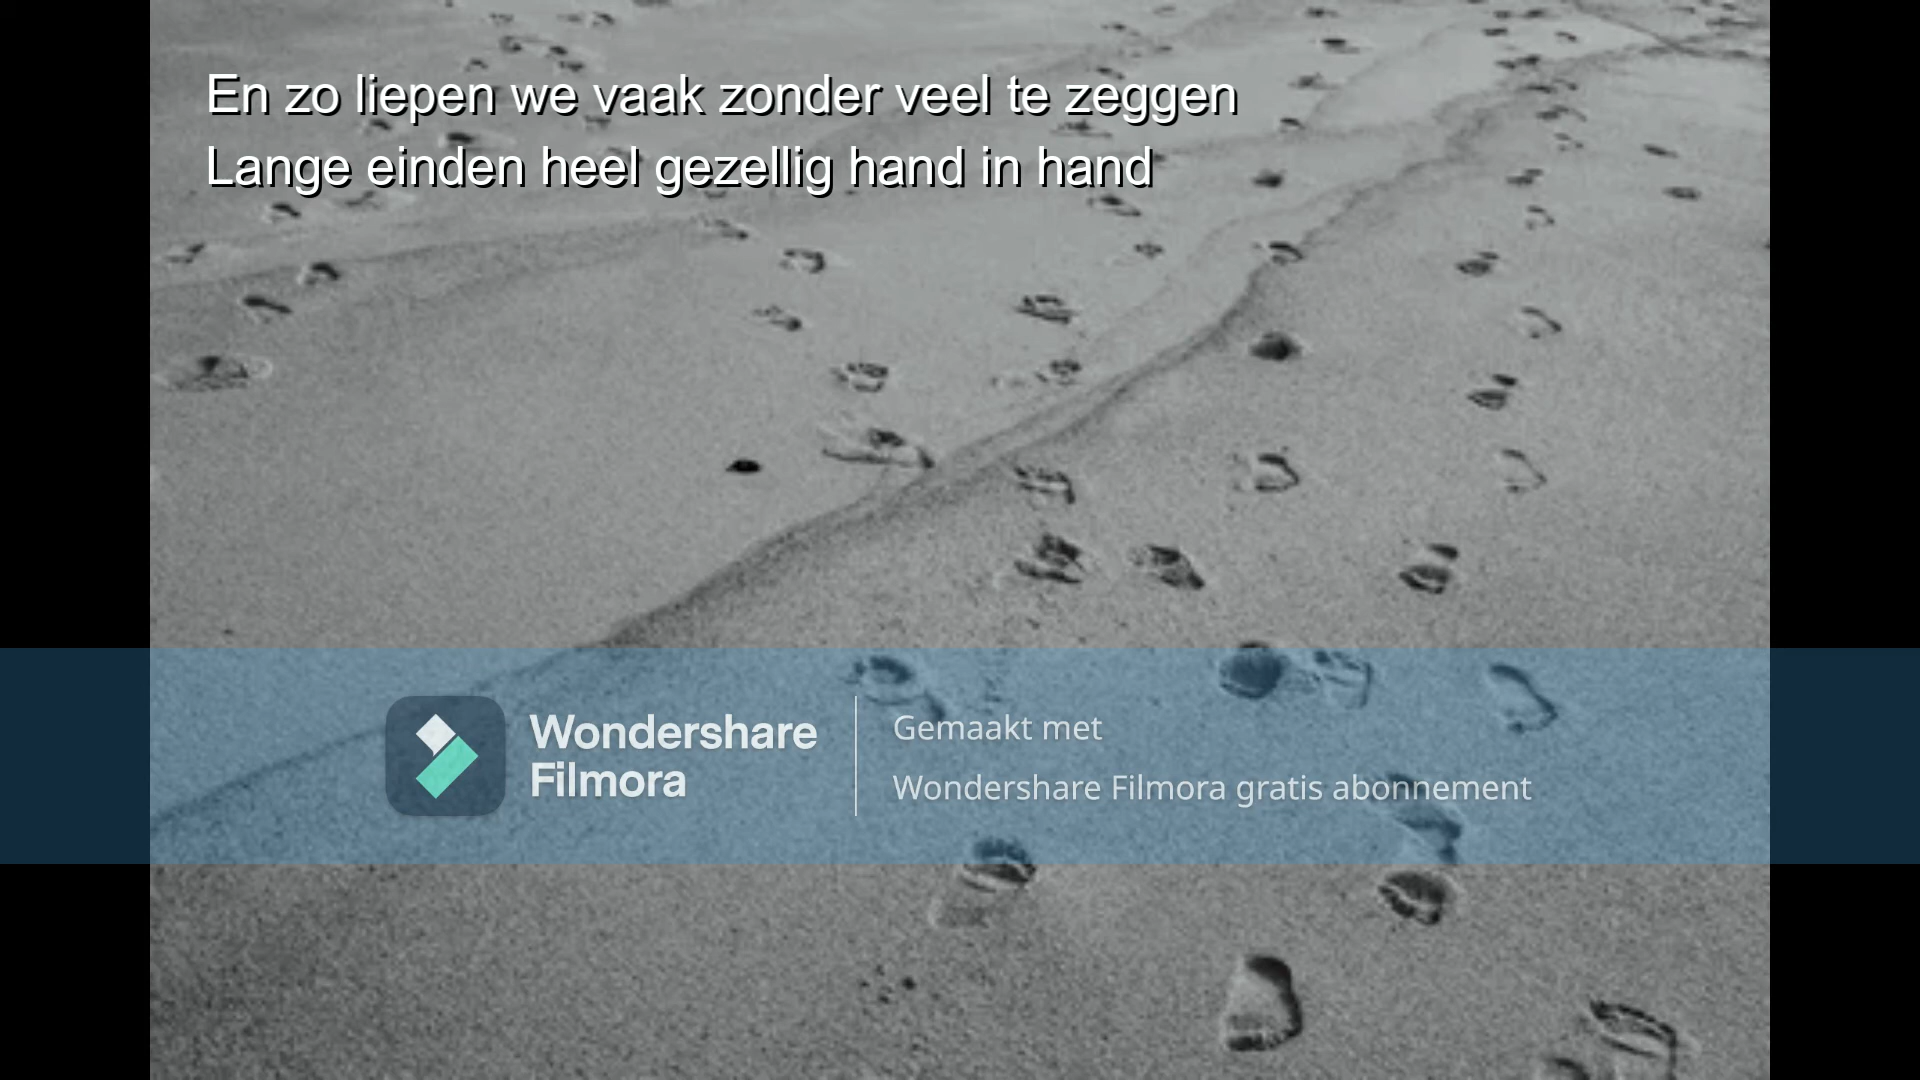 En zo liepen we vaak zonder veel te zeggen
Lange einden heel gezellig hand in hand
Wondershare
Filmora
Gemaakt met
Wondershare Filmora gratis abonnement